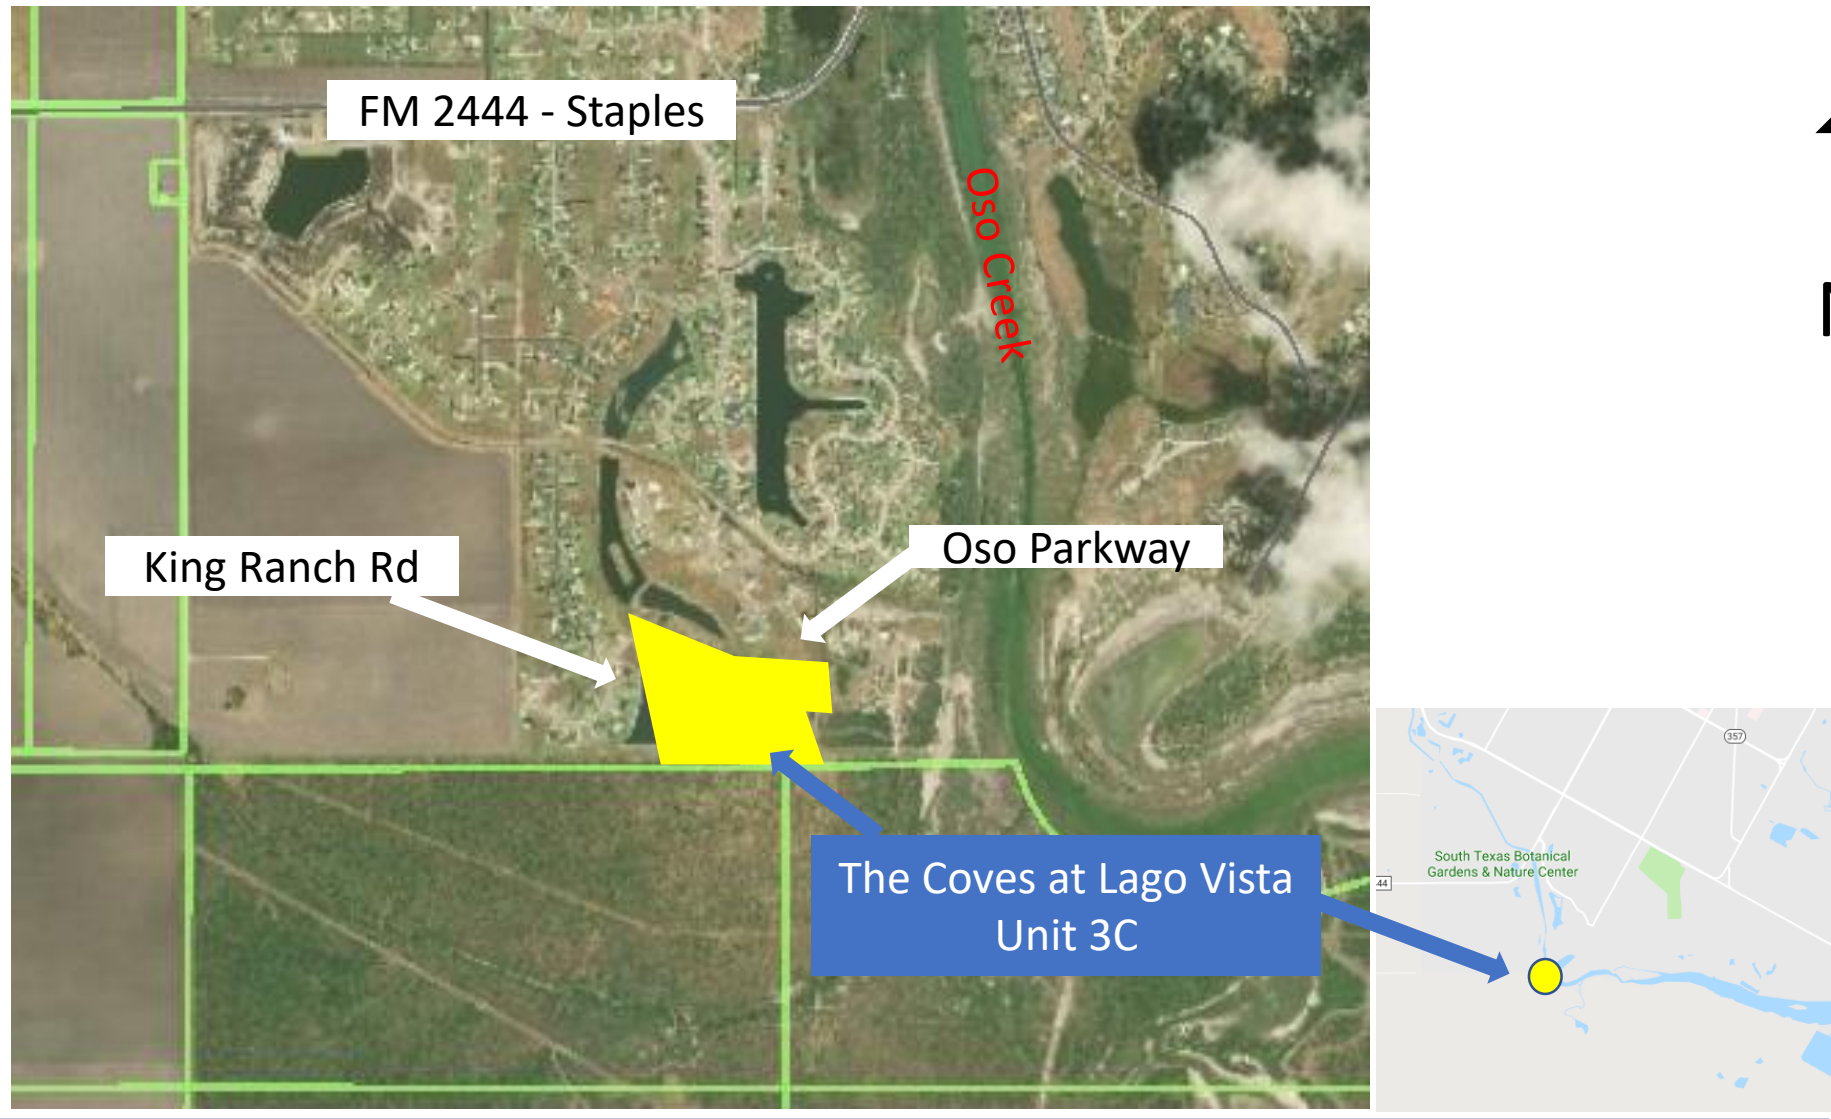 FM 2444 - Staples
Oso Creek
King Ranch Rd
Oso Parkway
The Coves at Lago Vista
Unit 3C
357
South Texas Botanical
Gardens & Nature Center
44